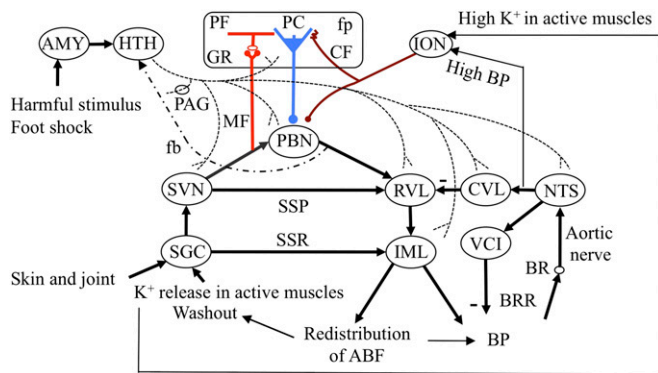 PF PC fp
High K⁺ in active muscles
AMY HTH GR CF ION
High BP
Harmful stimulus
Foot shock
PAG
MF
fb PBN
SVN RVL - CVL NTS
SSP
SSR
SGC IML VCI Aortic
nerve
BR
Skin and joint
K⁺ release in active muscles
Washout
- BRR
Redistribution
of ABF
BP